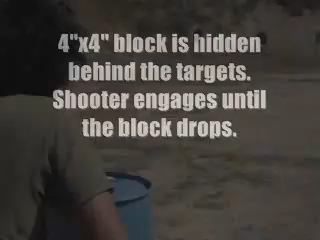 4"x4" block is hidden
behind the targets.
Shooter engages until
the block drops.